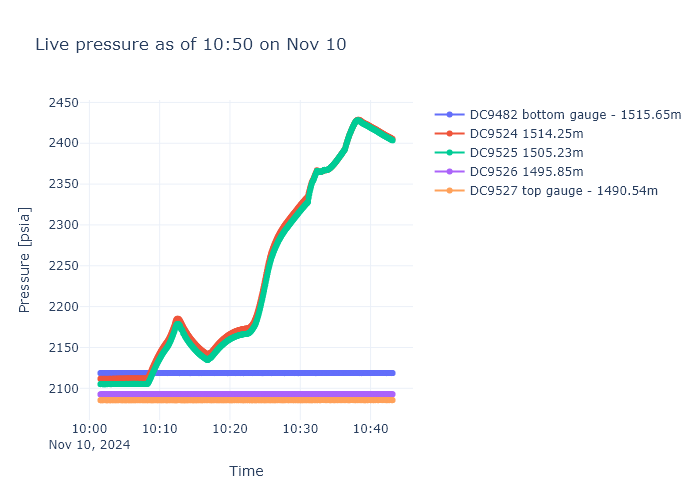 Live pressure as of 10:50 on Nov 10
2450
2400
2350
2300
2250
2200
2150
2100
Pressure [psia]
10:00
10:10
10:20
10:30
10:40
Nov 10, 2024
Time
DC9482 bottom gauge - 1515.65m
DC9524 1514.25m
DC9525 1505.23m
DC9526 1495.85m
DC9527 top gauge - 1490.54m